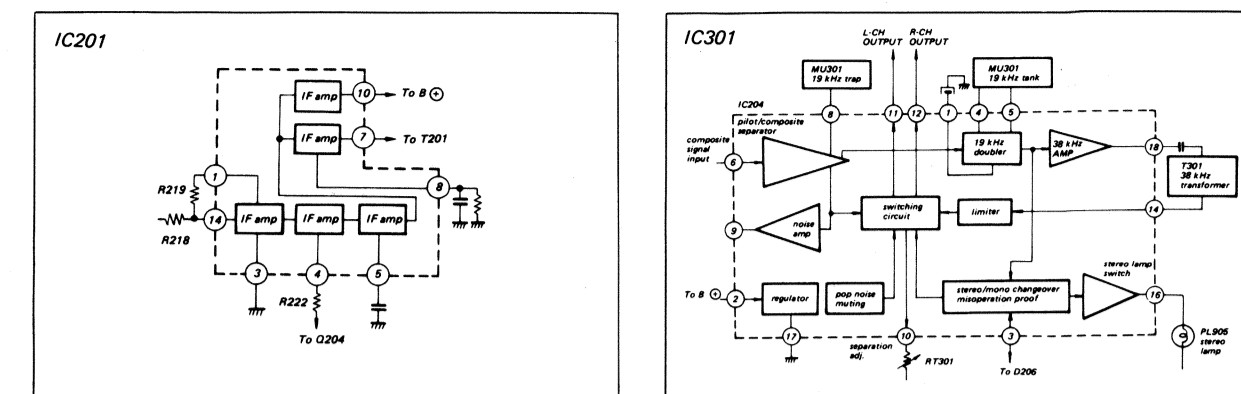 IC201
IF amp
10
To B ⊕
IF amp
7
To T201
1
8
R219
14
IF amp
IF amp
IF amp
R218
3
4
5
R222
To Q204
IC301
L-CH
OUTPUT
R-CH
OUTPUT
MU301
19 kHz trap
MU301
19 kHz tank
IC204
8
11
12
1
4
5
pilot/composite
separator
composite
signal
input
6
19 kHz
doubler
38 kHz
AMP
18
T301
38 kHz
transformer
switching
circuit
limiter
14
noise
amp
9
stereo lamp
switch
To B ⊕
2
regulator
pop noise
muting
stereo/mono changeover
misoperation proof
16
17
separation
adj.
10
3
PL905
stereo
lamp
RT301
To D206